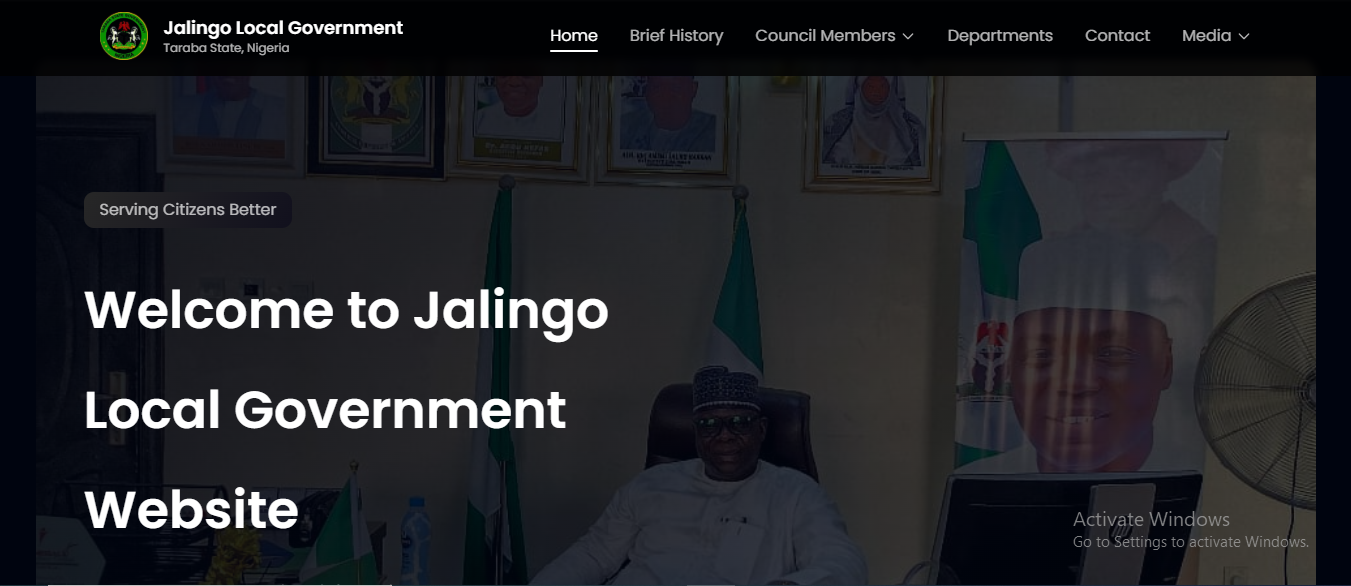 Jalingo Local Government
Taraba State, Nigeria
Home
Brief History
Council Members
Departments
Contact
Media
Serving Citizens Better
Welcome to Jalingo
Local Government
Website
Activate Windows
Go to Settings to activate Windows.